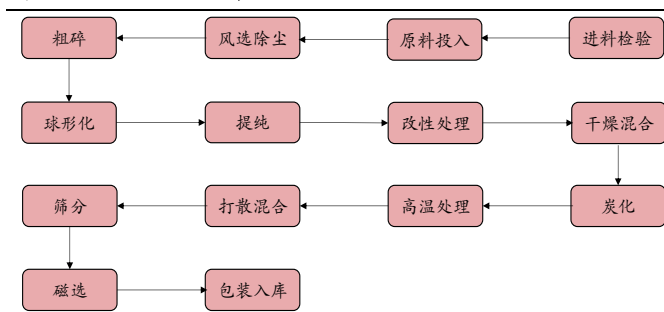 粗碎
风选除尘
原料投入
进料检验
球形化
提纯
改性处理
干燥混合
筛分
打散混合
高温处理
炭化
磁选
包装入库